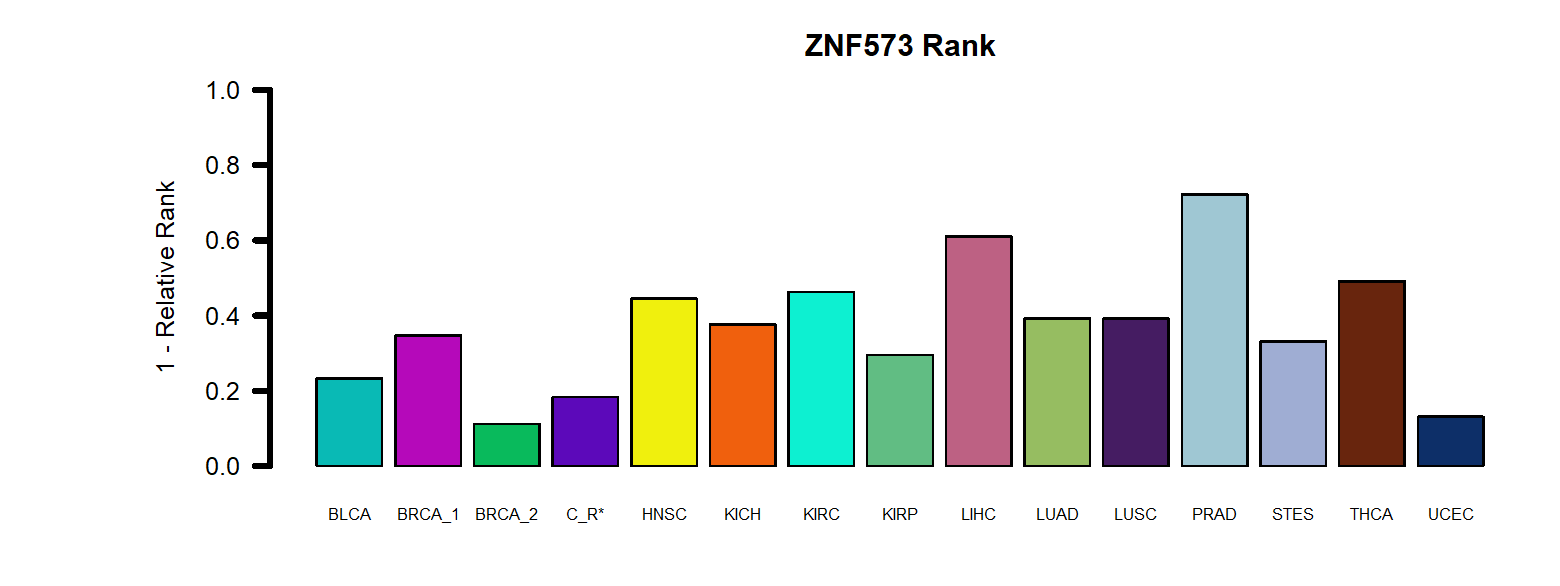 ZNF573 Rank
1 - Relative Rank
1.0
0.8
0.6
0.4
0.2
0.0
BLCA BRCA_1 BRCA_2 C_R* HNSC KICH KIRC KIRP LIHC LUAD LUSC PRAD STES THCA UCEC